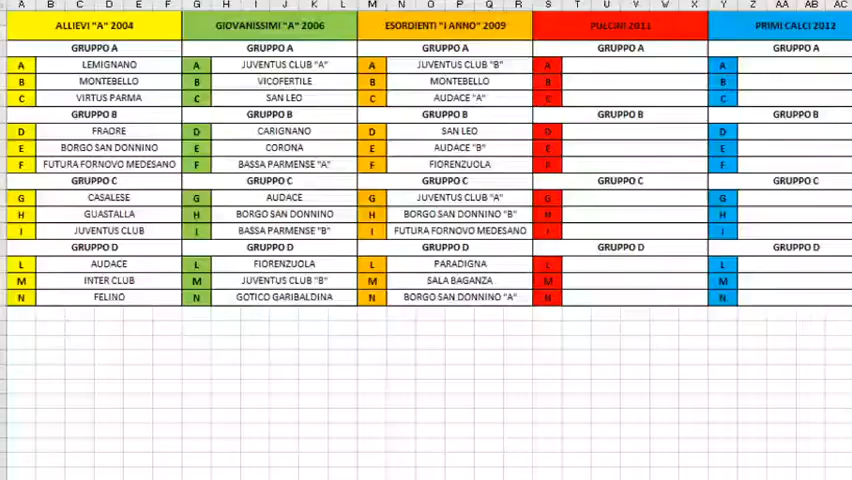 A B C D E F G H I J K L M N O P Q R S T U V W X Y Z AA AB AC
ALLIEVI "A" 2004 GIOVANISSIMI "A" 2006 ESORDIENTI "I ANNO" 2009 PULCINI 2011 PRIMI CALCI 2012
GRUPPO A GRUPPO A GRUPPO A GRUPPO A GRUPPO A
A LEMIGNANO A JUVENTUS CLUB "A" A JUVENTUS CLUB "B" A A
B MONTEBELLO B VICOFERTILE B MONTEBELLO B B
C VIRTUS PARMA C SAN LEO C AUDACE "A" C C
GRUPPO B GRUPPO B GRUPPO B GRUPPO B GRUPPO B
D FRAORE D CARIGNANO D SAN LEO D D
E BORGO SAN DONNINO E CORONA E AUDACE "B" E E
F FUTURA FORNOVO MEDESANO F BASSA PARMENSE "A" F FIORENZUOLA F F
GRUPPO C GRUPPO C GRUPPO C GRUPPO C GRUPPO C
G CASALESE G AUDACE G JUVENTUS CLUB "A" G G
H GUASTALLA H BORGO SAN DONNINO H BORGO SAN DONNINO "B" H H
I JUVENTUS CLUB I BASSA PARMENSE "B" I FUTURA FORNOVO MEDESANO I I
GRUPPO D GRUPPO D GRUPPO D GRUPPO D GRUPPO D
L AUDACE L FIORENZUOLA L PARADIGNA L L
M INTER CLUB M JUVENTUS CLUB "B" M SALA BAGANZA M M
N FELINO N GOTICO GARIBALDINA N BORGO SAN DONNINO "A" N N